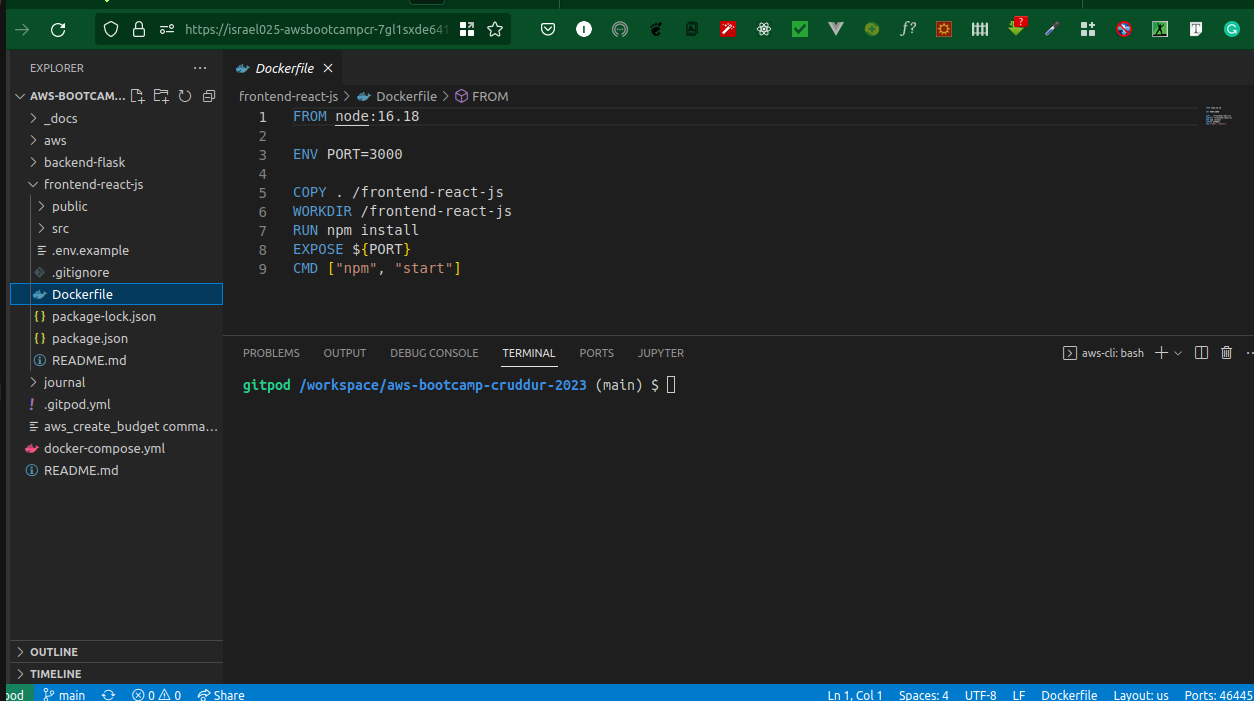 https://israel025-awsbootcampcr-7gl1sxde641
EXPLORER
AWS-BOOTCAM...
_docs
aws
backend-flask
frontend-react-js
public
src
.env.example
.gitignore
Dockerfile
package-lock.json
package.json
README.md
journal
.gitpod.yml
aws_create_budget comma...
docker-compose.yml
README.md
OUTLINE
TIMELINE
Dockerfile
frontend-react-js > Dockerfile > FROM
1 FROM node:16.18
2
3 ENV PORT=3000
4
5 COPY . /frontend-react-js
6 WORKDIR /frontend-react-js
7 RUN npm install
8 EXPOSE ${PORT}
9 CMD ["npm", "start"]
PROBLEMS OUTPUT DEBUG CONSOLE TERMINAL PORTS JUPYTER aws-cli: bash
gitpod /workspace/aws-bootcamp-cruddur-2023 (main) $
pod main 0 0 Share Ln 1, Col 1 Spaces: 4 UTF-8 LF Dockerfile Layout: us Ports: 46445